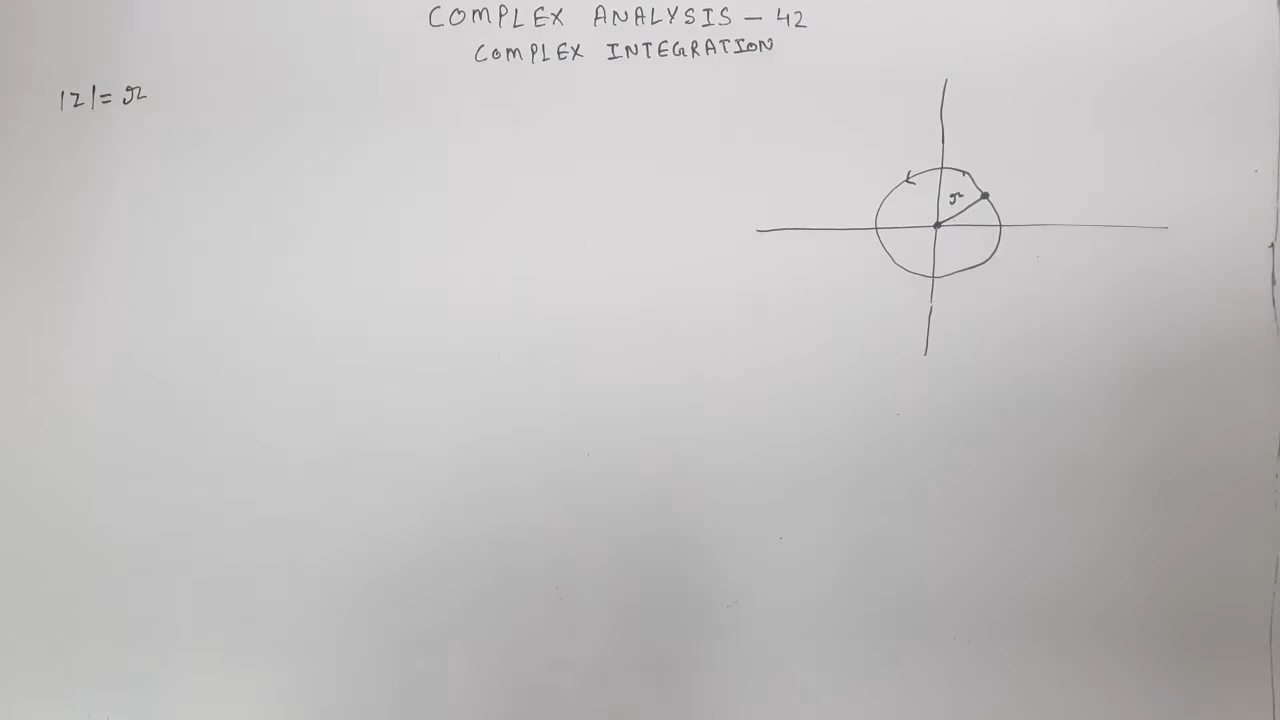 COMPLEX ANALYSIS - 42
COMPLEX INTEGRATION
|z| = r
r